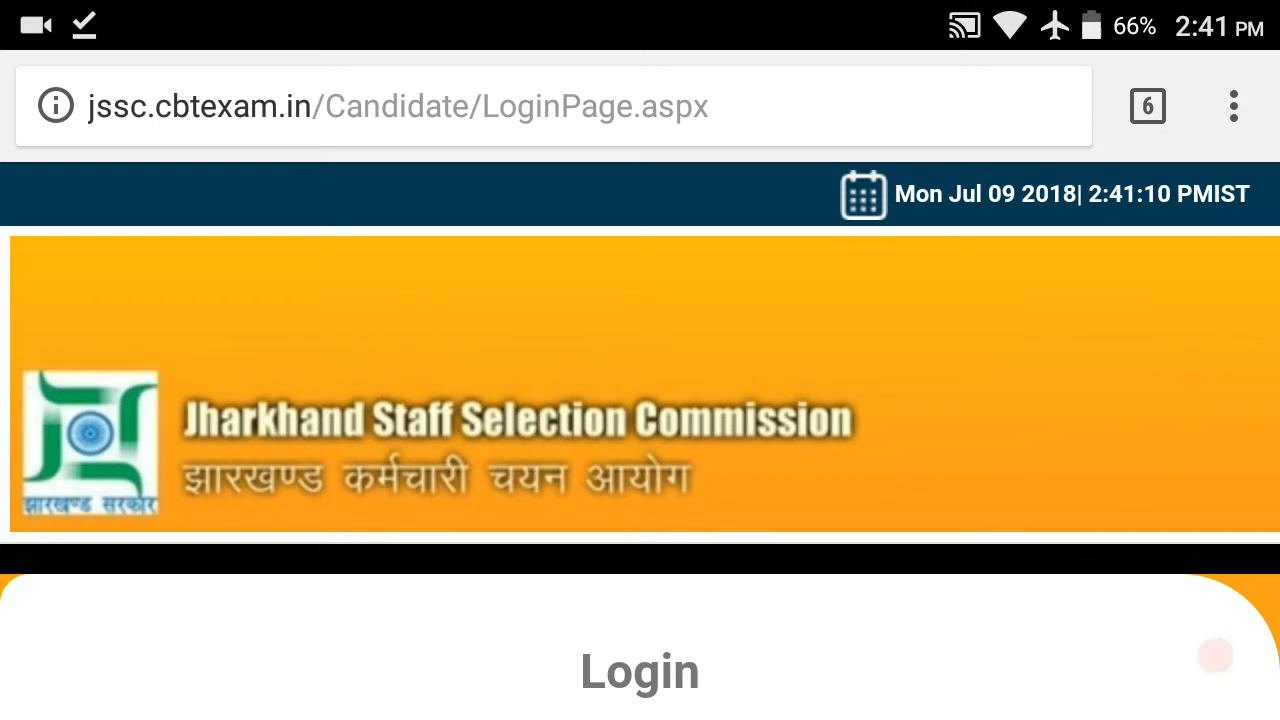 66% 2:41 PM
jssc.cbtexam.in/Candidate/LoginPage.aspx
6
Mon Jul 09 2018| 2:41:10 PMIST
Jharkhand Staff Selection Commission
झारखण्ड कर्मचारी चयन आयोग
झारखण्ड सरकार
Login